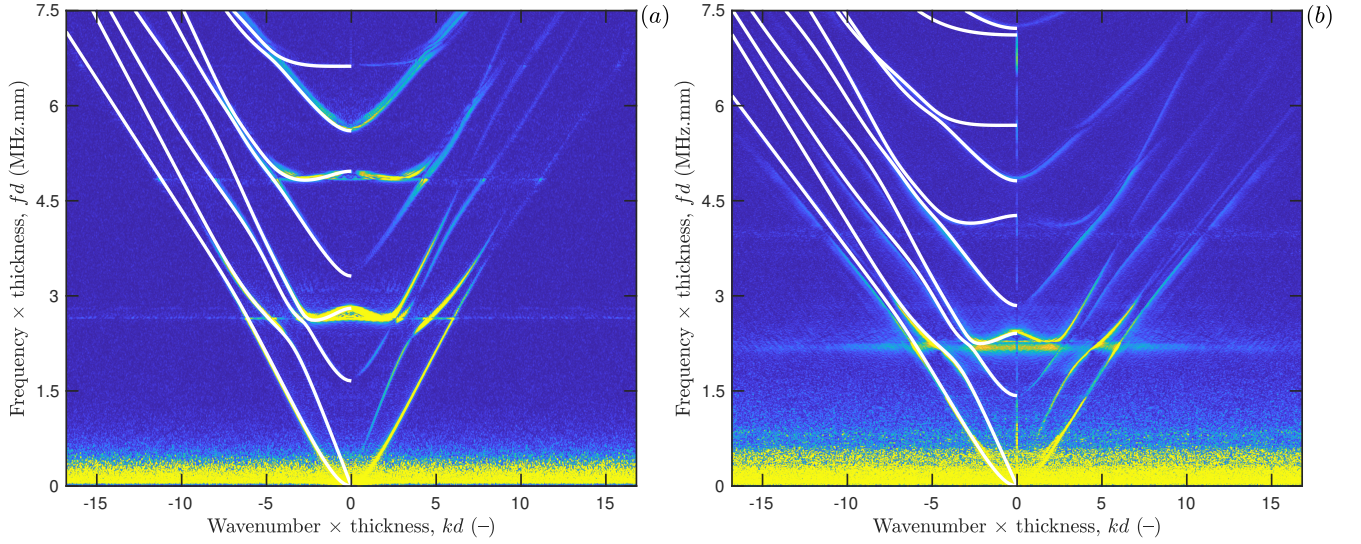 (a)
7.5
6
4.5
3
1.5
0
Frequency × thickness, fd (MHz.mm)
-15 -10 -5 0 5 10 15
Wavenumber × thickness, kd (–)
(b)
7.5
6
4.5
3
1.5
0
Frequency × thickness, fd (MHz.mm)
-15 -10 -5 0 5 10 15
Wavenumber × thickness, kd (–)